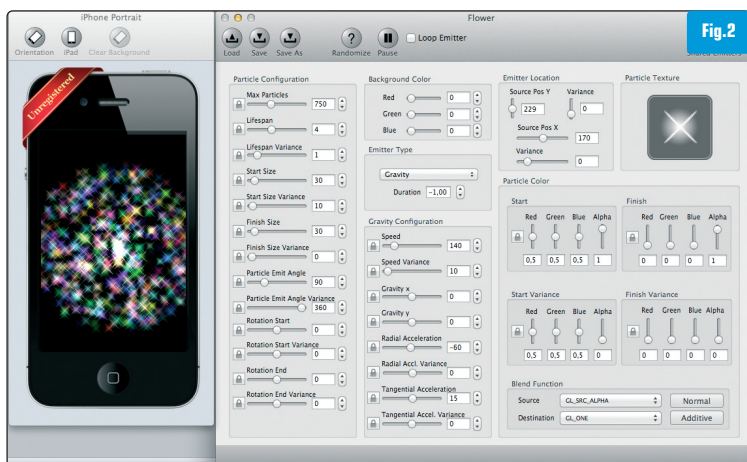 iPhone Portrait
Orientation iPad Clear Background
Unregistered
Flower
Load Save Save As Randomize Pause Loop Emitter
Fig.2
Particle Configuration
Max Particles
750
Lifespan
4
Lifespan Variance
1
Start Size
30
Start Size Variance
10
Finish Size
30
Finish Size Variance
0
Particle Emit Angle
90
Particle Emit Angle Variance
360
Rotation Start
0
Rotation Start Variance
0
Rotation End
0
Rotation End Variance
0
Background Color
Red 0
Green 0
Blue 0
Emitter Type
Gravity
Duration -1,00
Gravity Configuration
Speed
140
Speed Variance
10
Gravity x
0
Gravity y
0
Radial Acceleration
-60
Radial Accl. Variance
0
Tangential Acceleration
15
Tangential Accel. Variance
0
Emitter Location
Source Pos Y Variance
229 0
Source Pos X
170
Variance
0
Particle Texture
Particle Color
Start
Red Green Blue Alpha
0,5 0,5 0,5 1
Finish
Red Green Blue Alpha
0 0 0 1
Start Variance
Red Green Blue Alpha
0,5 0,5 0,5 0
Finish Variance
Red Green Blue Alpha
0 0 0 0
Blend Function
Source GL_SRC_ALPHA Normal
Destination GL_ONE Additive